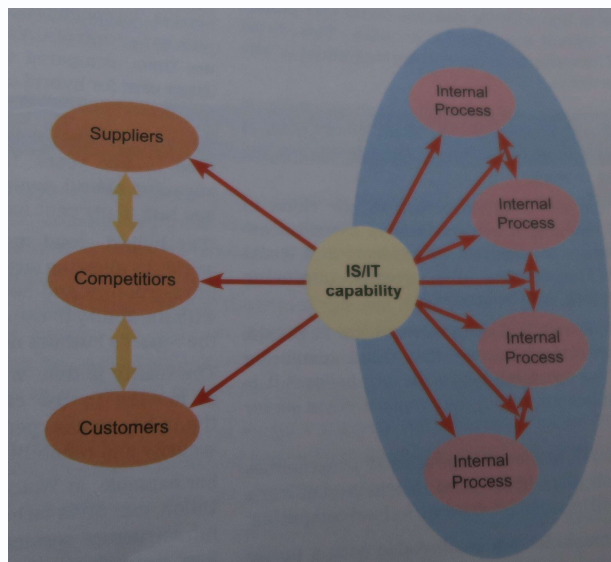 Suppliers
Competitiors
Customers
IS/IT
capability
Internal
Process
Internal
Process
Internal
Process
Internal
Process